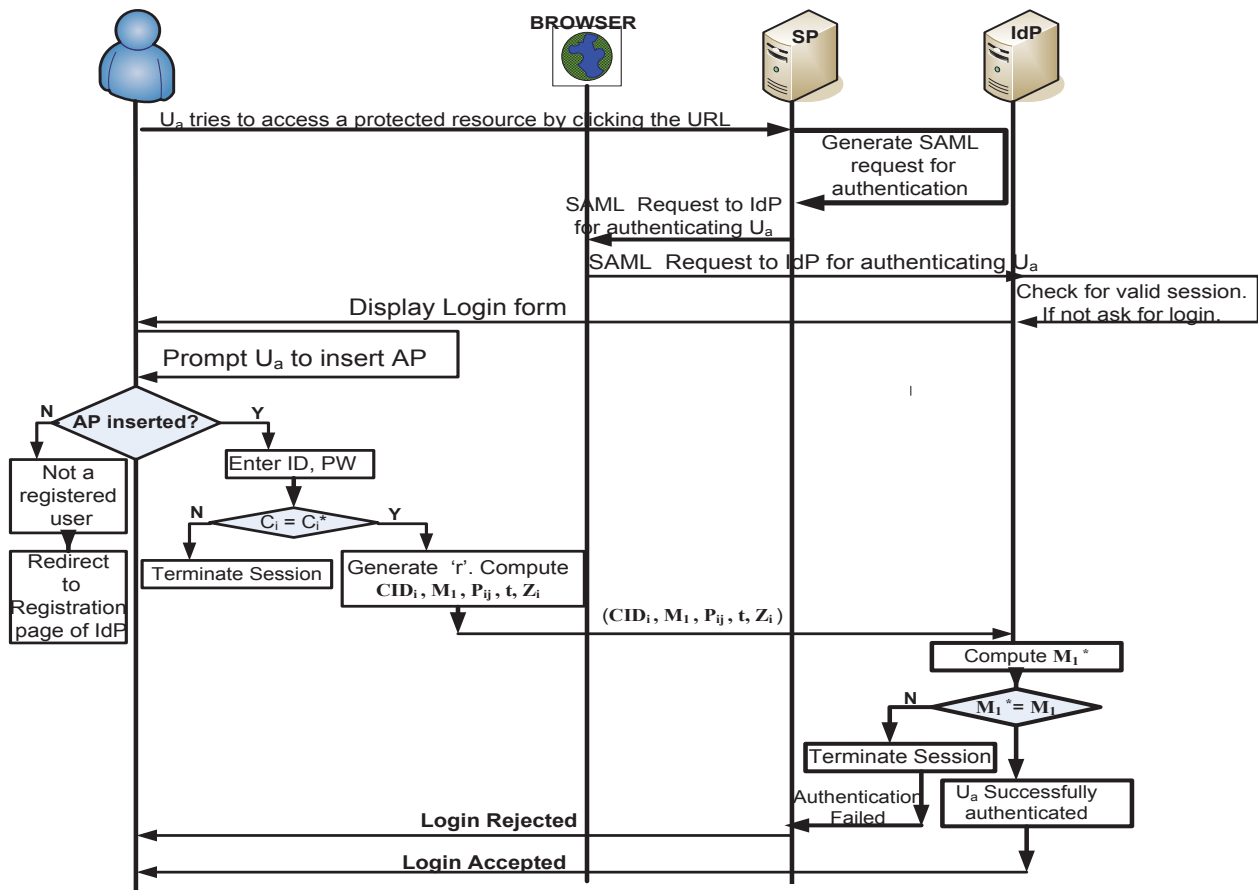 BROWSER
SP
IdP
Uₐ tries to access a protected resource by clicking the URL
Generate SAML
request for
authentication
SAML Request to IdP
for authenticating Uₐ
SAML Request to IdP for authenticating Uₐ
Check for valid session.
If not ask for login.
Display Login form
Prompt Uₐ to insert AP
AP inserted?
N
Y
Not a
registered
user
Redirect
to
Registration
page of IdP
Enter ID, PW
Cᵢ = Cᵢ*
N
Y
Terminate Session
Generate ‘r’. Compute
CIDᵢ, M₁, Pᵢⱼ, t, Zᵢ
(CIDᵢ, M₁, Pᵢⱼ, t, Zᵢ)
Compute M₁*
M₁*= M₁
N
Terminate Session
Authentication
Failed
Uₐ Successfully
authenticated
Login Rejected
Login Accepted